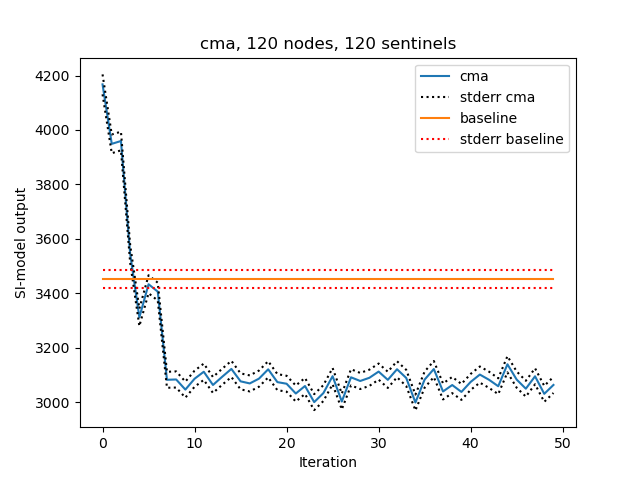 cma, 120 nodes, 120 sentinels
4200
4000
3800
3600
3400
3200
3000
SI-model output
cma
stderr cma
baseline
stderr baseline
0 10 20 30 40 50
Iteration